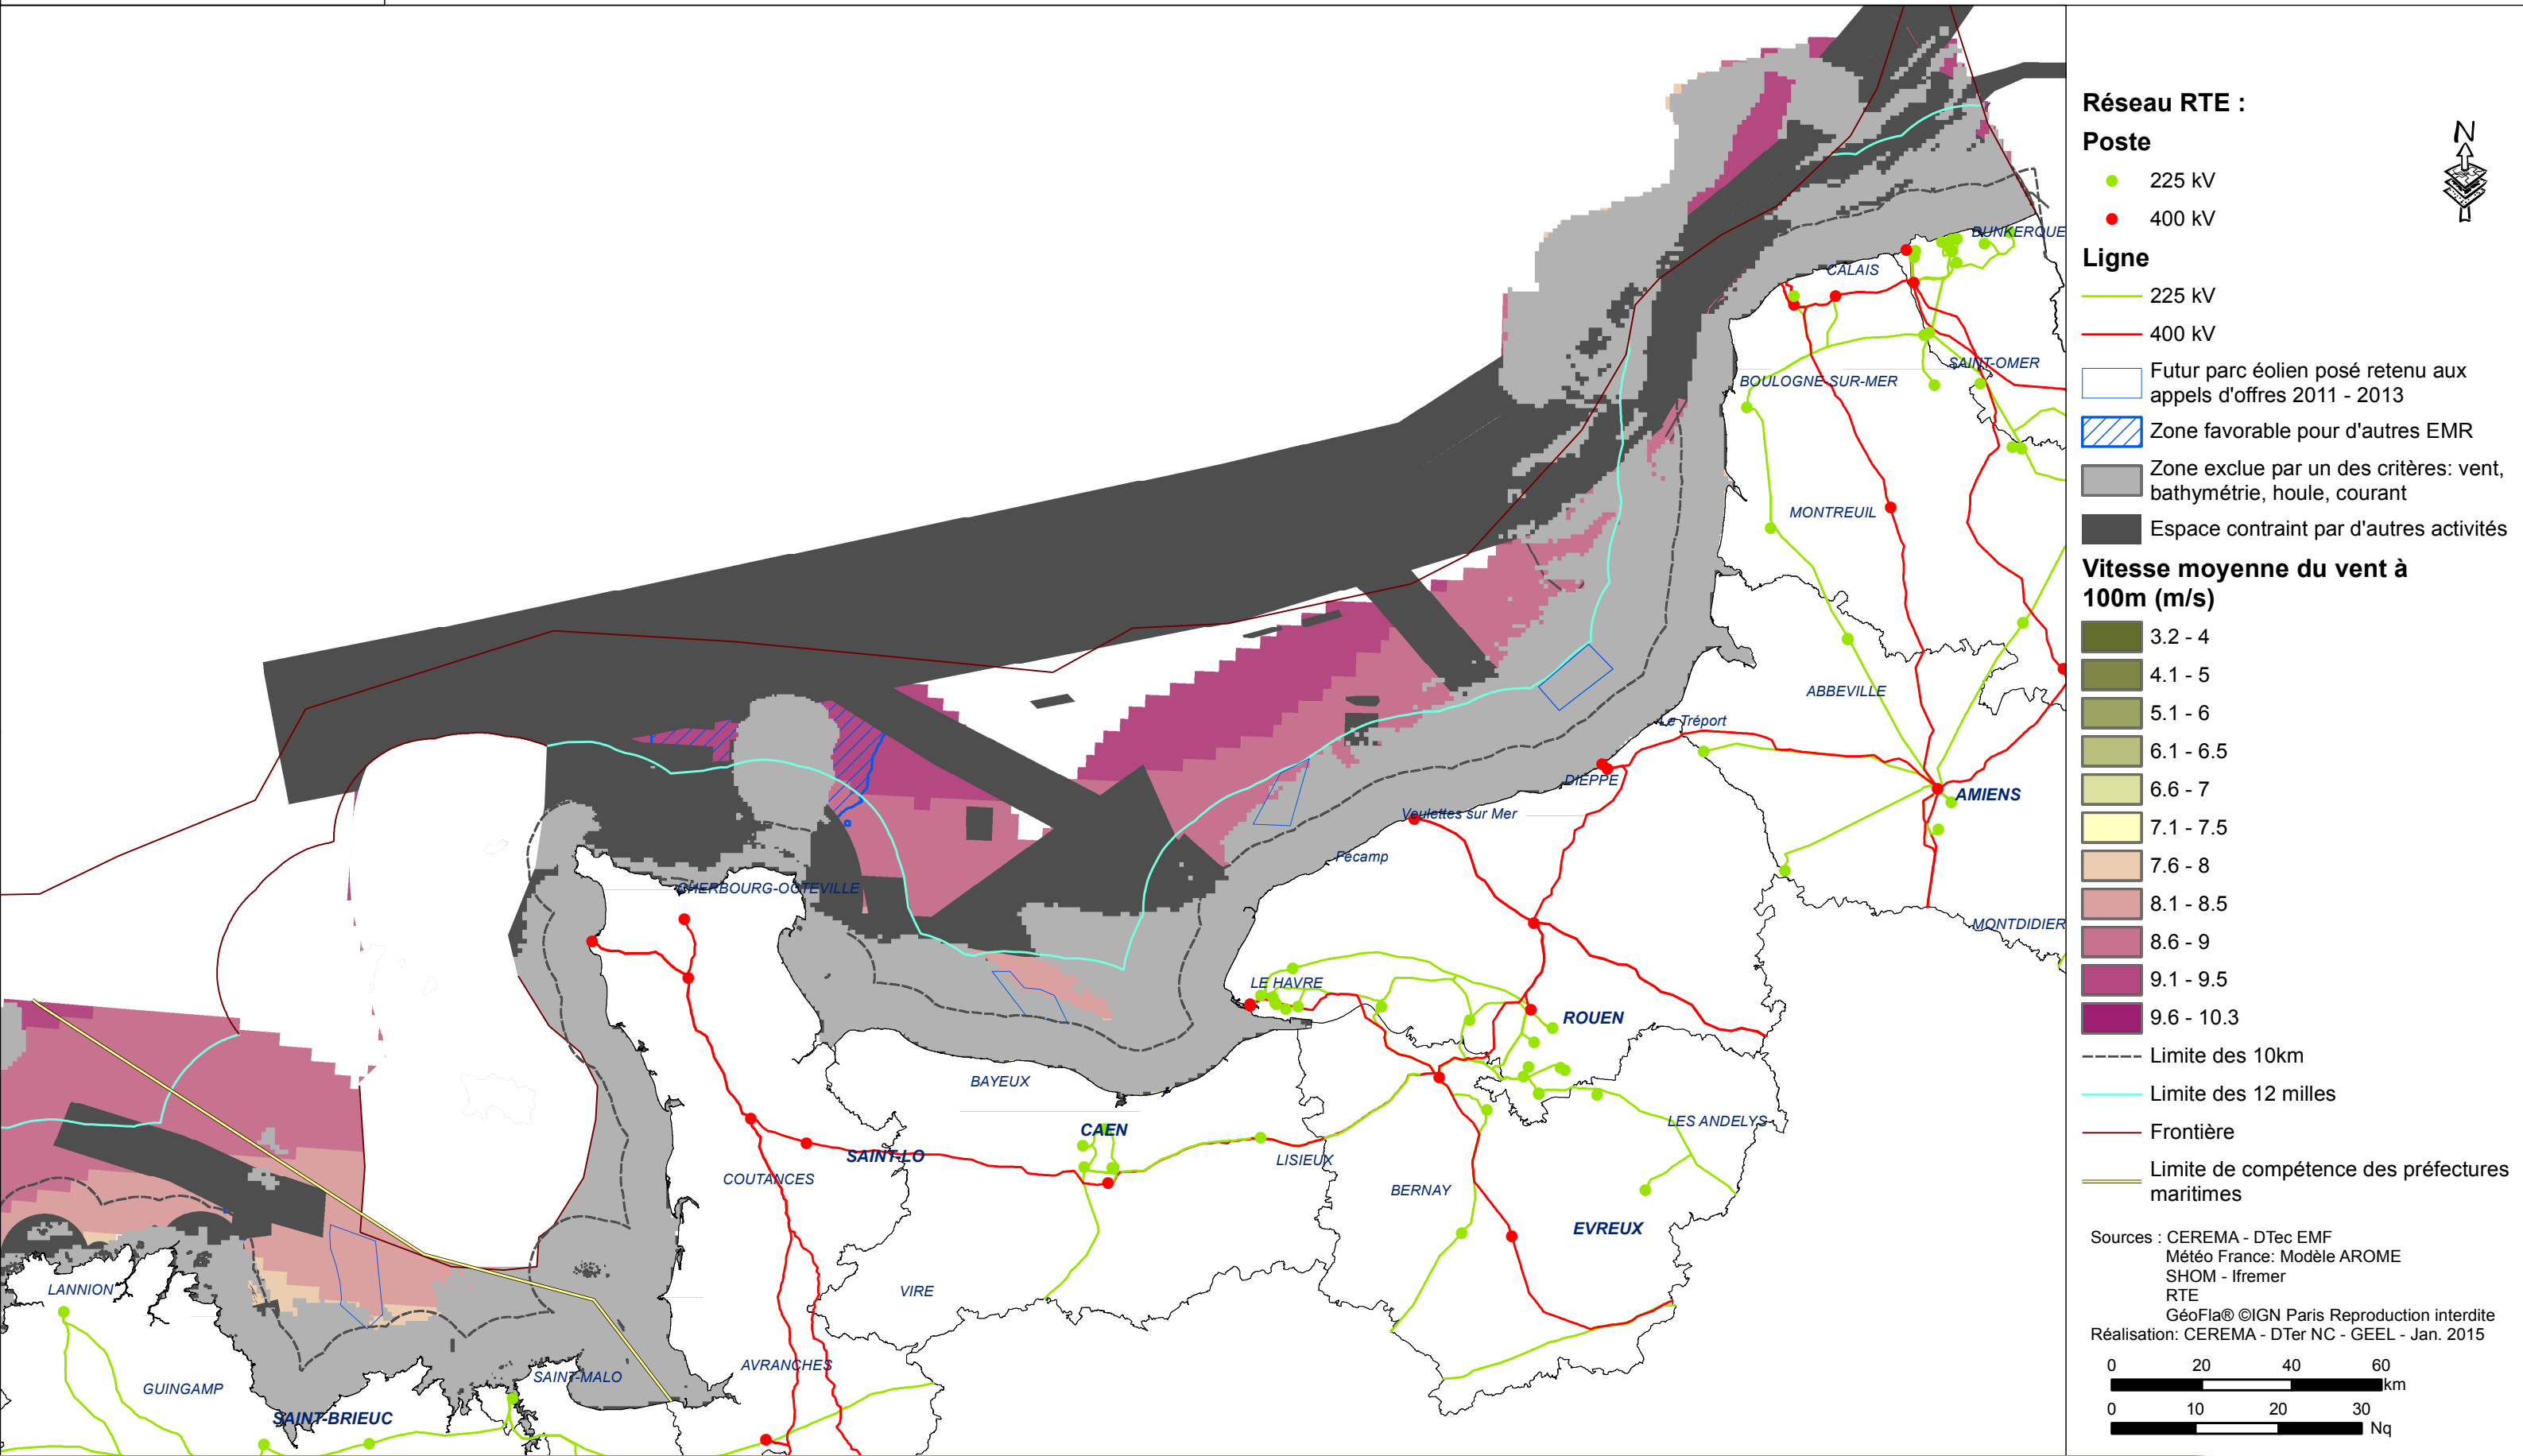 DUNKERQUE
CALAIS
SAINT-OMER
BOULOGNE-SUR-MER
MONTREUIL
ABBEVILLE
Le Tréport
DIEPPE
AMIENS
Veulettes sur Mer
Fécamp
CHERBOURG-OCTEVILLE
MONTDIDIER
LE HAVRE
ROUEN
BAYEUX
LES ANDELYS
CAEN
SAINT-LO
LISIEUX
COUTANCES
BERNAY
EVREUX
LANNION
VIRE
AVRANCHES
SAINT-MALO
GUINGAMP
SAINT-BRIEUC
Réseau RTE :
N
Poste
225 kV
400 kV
Ligne
225 kV
400 kV
Futur parc éolien posé retenu aux
appels d'offres 2011 - 2013
Zone favorable pour d'autres EMR
Zone exclue par un des critères: vent,
bathymétrie, houle, courant
Espace contraint par d'autres activités
Vitesse moyenne du vent à
100m (m/s)
3.2 - 4
4.1 - 5
5.1 - 6
6.1 - 6.5
6.6 - 7
7.1 - 7.5
7.6 - 8
8.1 - 8.5
8.6 - 9
9.1 - 9.5
9.6 - 10.3
Limite des 10km
Limite des 12 milles
Frontière
Limite de compétence des préfectures
maritimes
Sources : CEREMA - DTec EMF
Météo France: Modèle AROME
SHOM - Ifremer
RTE
GéoFla® ©IGN Paris Reproduction interdite
Réalisation: CEREMA - DTer NC - GEEL - Jan. 2015
0 20 40 60
km
0 10 20 30
Nq